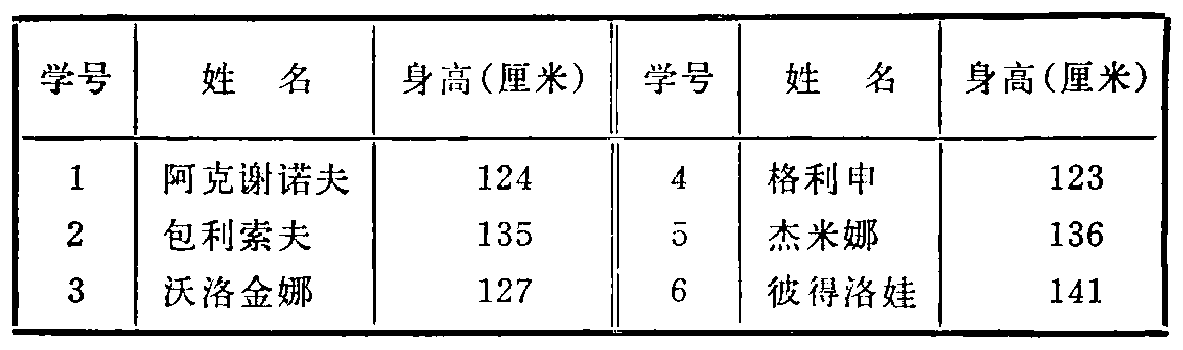 学号 姓 名 身高(厘米) 学号 姓 名 身高(厘米)
1 阿克谢诺夫 124 4 格利申 123
2 包利索夫 135 5 杰米娜 136
3 沃洛金娜 127 6 彼得洛娃 141